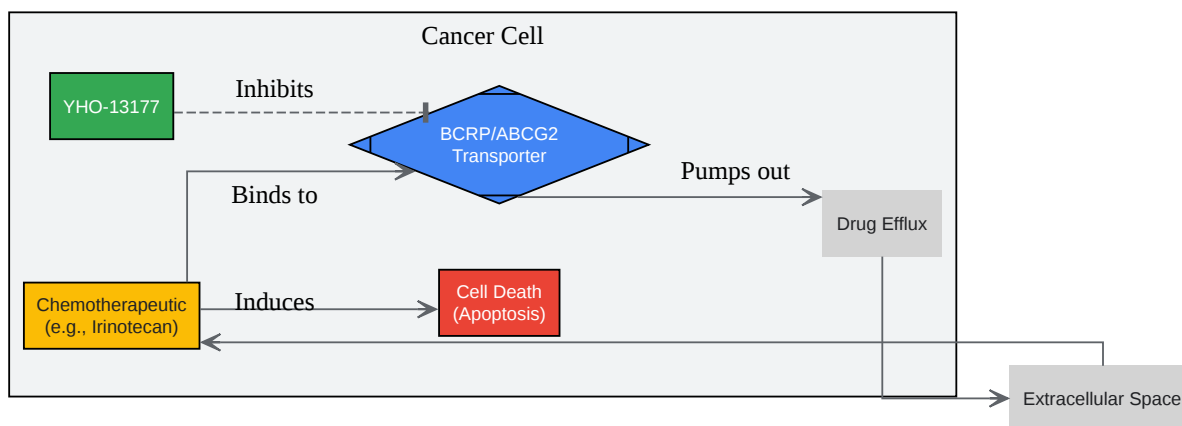 Cancer Cell
YHO-13177
Inhibits
BCRP/ABCG2
Transporter
Binds to
Pumps out
Drug Efflux
Chemotherapeutic
(e.g., Irinotecan)
Induces
Cell Death
(Apoptosis)
Extracellular Space